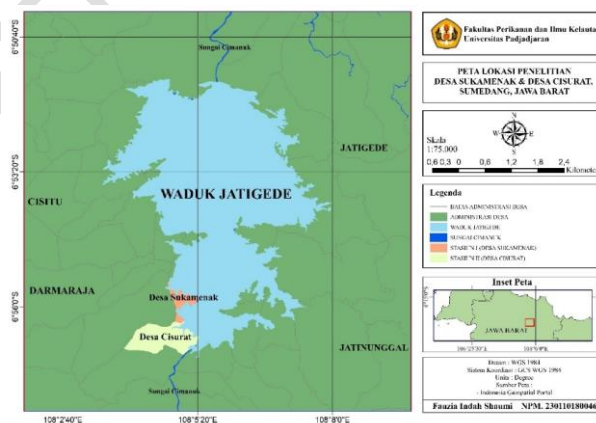 6°50'40"S
6°53'20"S
6°56'0"S
Sungai Cimanuk
JATIGEDE
WADUK JATIGEDE
CISITU
DARMARAJA
Desa Sukamenak
Desa Cisurat
JATINUNGGAL
Sungai Cimanuk
108°2'40"E
108°5'20"E
108°8'0"E
Fakultas Perikanan dan Ilmu Kelautan
Universitas Padjadjaran
PETA LOKASI PENELITIAN
DESA SUKAMENAK & DESA CISURAT,
SUMEDANG, JAWA BARAT
N
W E
S
Skala
1:75.000
0,6 0,3 0 0,6 1,2 1,8 2,4
Kilometer
Legenda
BATAS ADMINISTRASI DESA
ADMINISTRASI DESA
WADUK JATIGEDE
SUNGAI CIMANUK
STASIUN I (DESA SUKAMENAK)
STASIUN II (DESA CISURAT)
Inset Peta
JAWA BARAT
Datum : WGS 1984
Sistem Koordinat : GCS WGS 1984
Units : Degree
Sumber Peta :
- Indonesia Geospatial Portal
Fauzia Indah Shaumi NPM. 230110180046